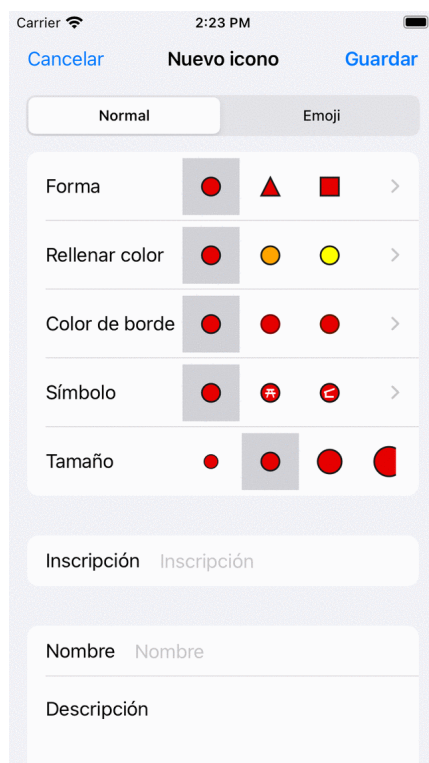 Carrier 2:23 PM
Cancelar Nuevo icono Guardar
Normal Emoji
Forma
Rellenar color
Color de borde
Símbolo
Tamaño
Inscripción Inscripción
Nombre Nombre
Descripción